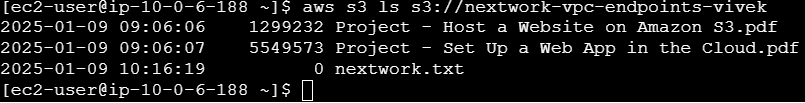 [ec2-user@ip-10-0-6-188 ~]$ aws s3 ls s3://nextwork-vpc-endpoints-vivek
2025-01-09 09:06:06    1299232 Project - Host a Website on Amazon S3.pdf
2025-01-09 09:06:07    5549573 Project - Set Up a Web App in the Cloud.pdf
2025-01-09 10:16:19          0 nextwork.txt
[ec2-user@ip-10-0-6-188 ~]$